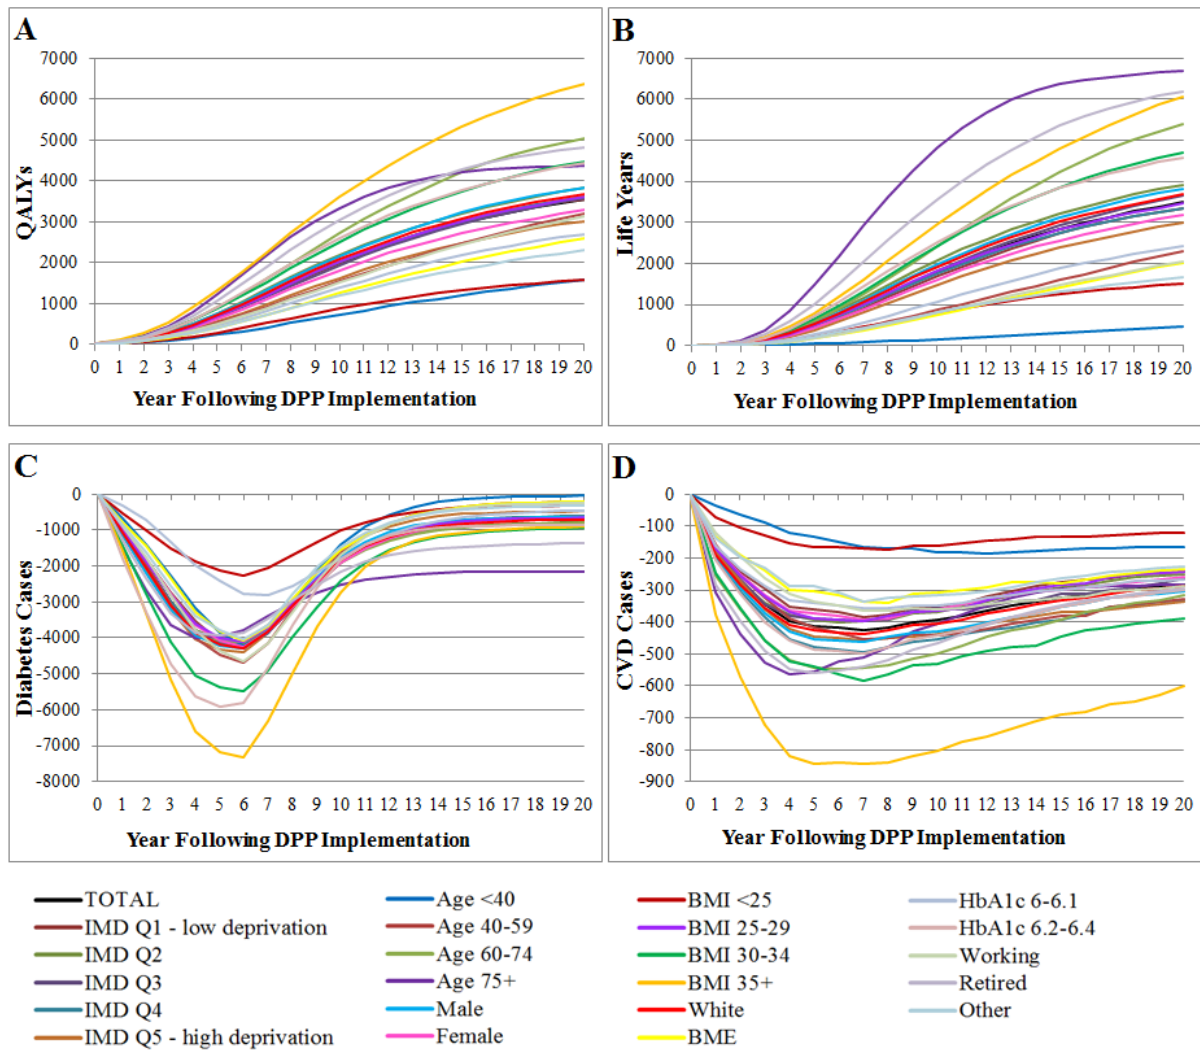 A
7000
6000
5000
4000
3000
2000
1000
0
QALYs
0 1 2 3 4 5 6 7 8 9 10 11 12 13 14 15 16 17 18 19 20
Year Following DPP Implementation
B
7000
6000
5000
4000
3000
2000
1000
0
Life Years
0 1 2 3 4 5 6 7 8 9 10 11 12 13 14 15 16 17 18 19 20
Year Following DPP Implementation
C
0
-1000
-2000
-3000
-4000
-5000
-6000
-7000
-8000
Diabetes Cases
0 1 2 3 4 5 6 7 8 9 10 11 12 13 14 15 16 17 18 19 20
Year Following DPP Implementation
D
0
-100
-200
-300
-400
-500
-600
-700
-800
-900
CVD Cases
0 1 2 3 4 5 6 7 8 9 10 11 12 13 14 15 16 17 18 19 20
Year Following DPP Implementation
TOTAL
IMD Q1 - low deprivation
IMD Q2
IMD Q3
IMD Q4
IMD Q5 - high deprivation
Age <40
Age 40-59
Age 60-74
Age 75+
Male
Female
BMI <25
BMI 25-29
BMI 30-34
BMI 35+
White
BME
HbA1c 6-6.1
HbA1c 6.2-6.4
Working
Retired
Other